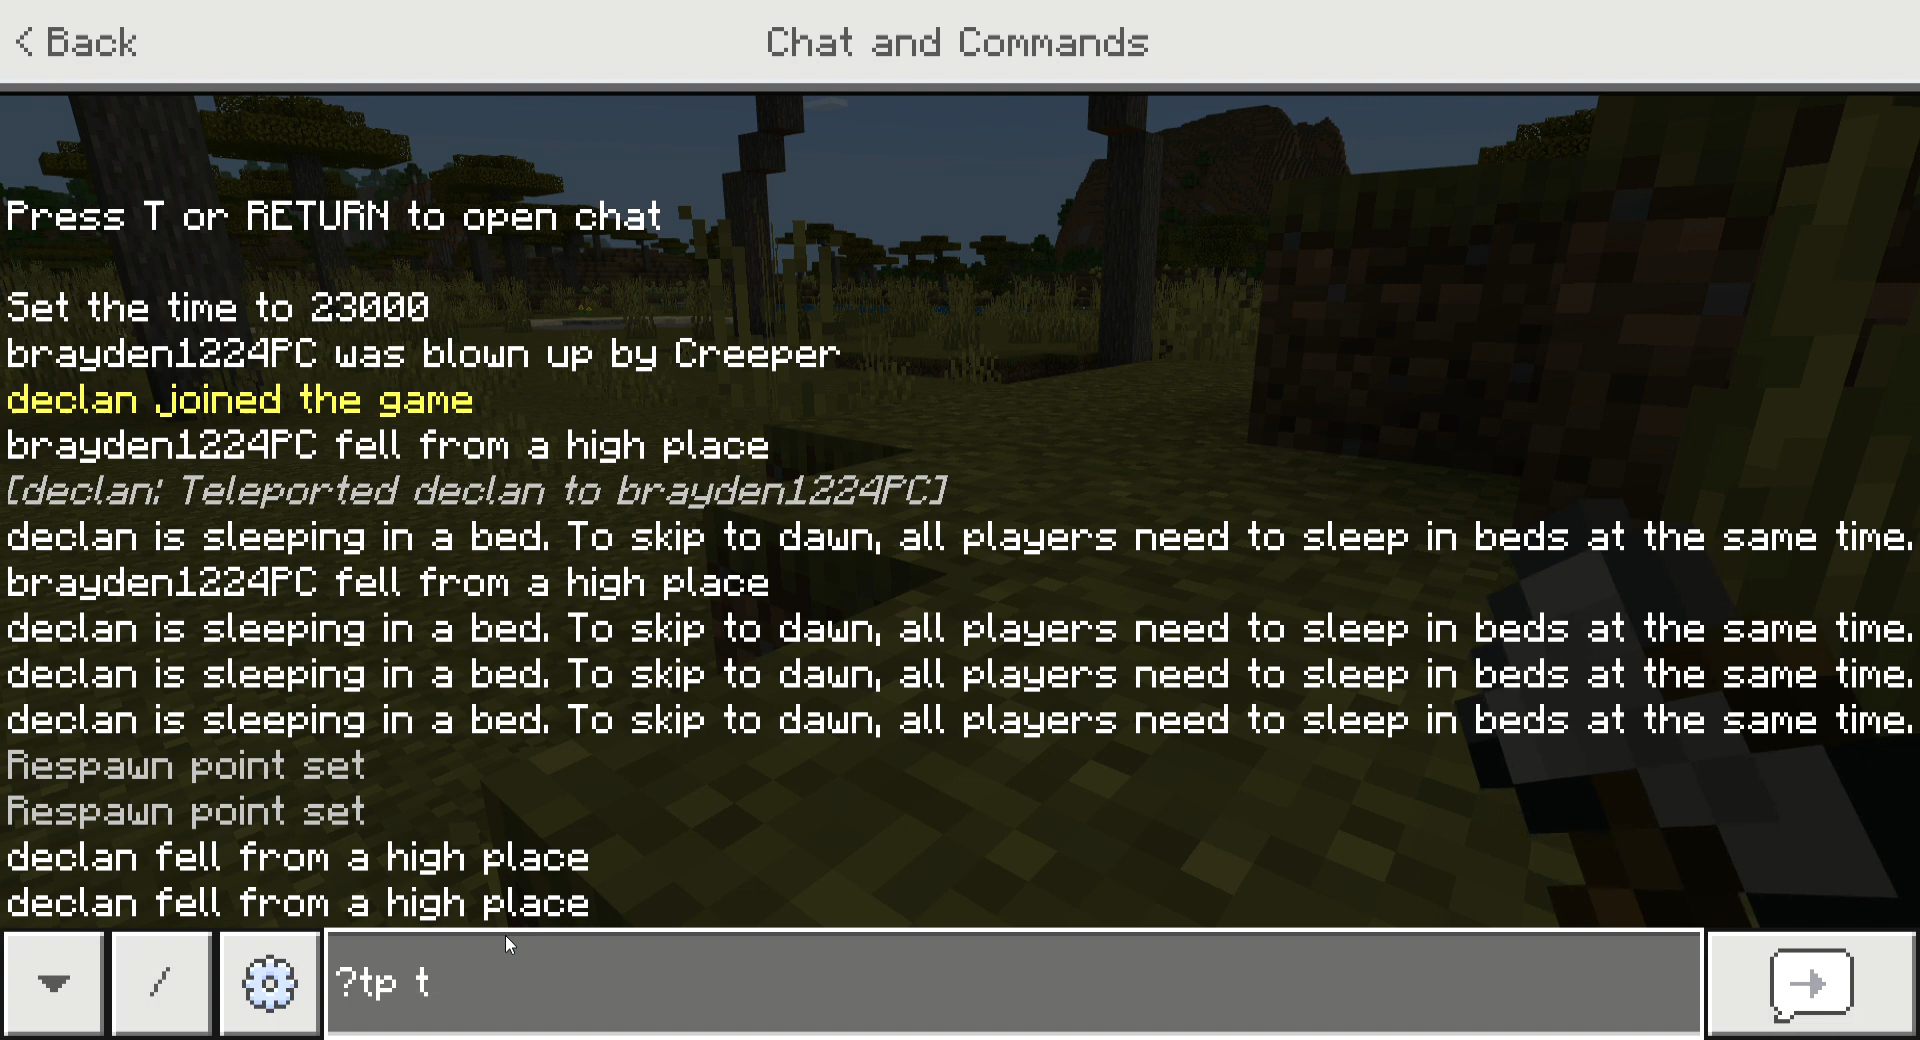 < Back
Chat and Commands
Press T or RETURN to open chat
Set the time to 23000
brayden1224PC was blown up by Creeper
declan joined the game
brayden1224PC fell from a high place
[declan: Teleported declan to brayden1224PC]
declan is sleeping in a bed. To skip to dawn, all players need to sleep in beds at the same time.
brayden1224PC fell from a high place
declan is sleeping in a bed. To skip to dawn, all players need to sleep in beds at the same time.
declan is sleeping in a bed. To skip to dawn, all players need to sleep in beds at the same time.
declan is sleeping in a bed. To skip to dawn, all players need to sleep in beds at the same time.
Respawn point set
Respawn point set
declan fell from a high place
declan fell from a high place
/
?tp t